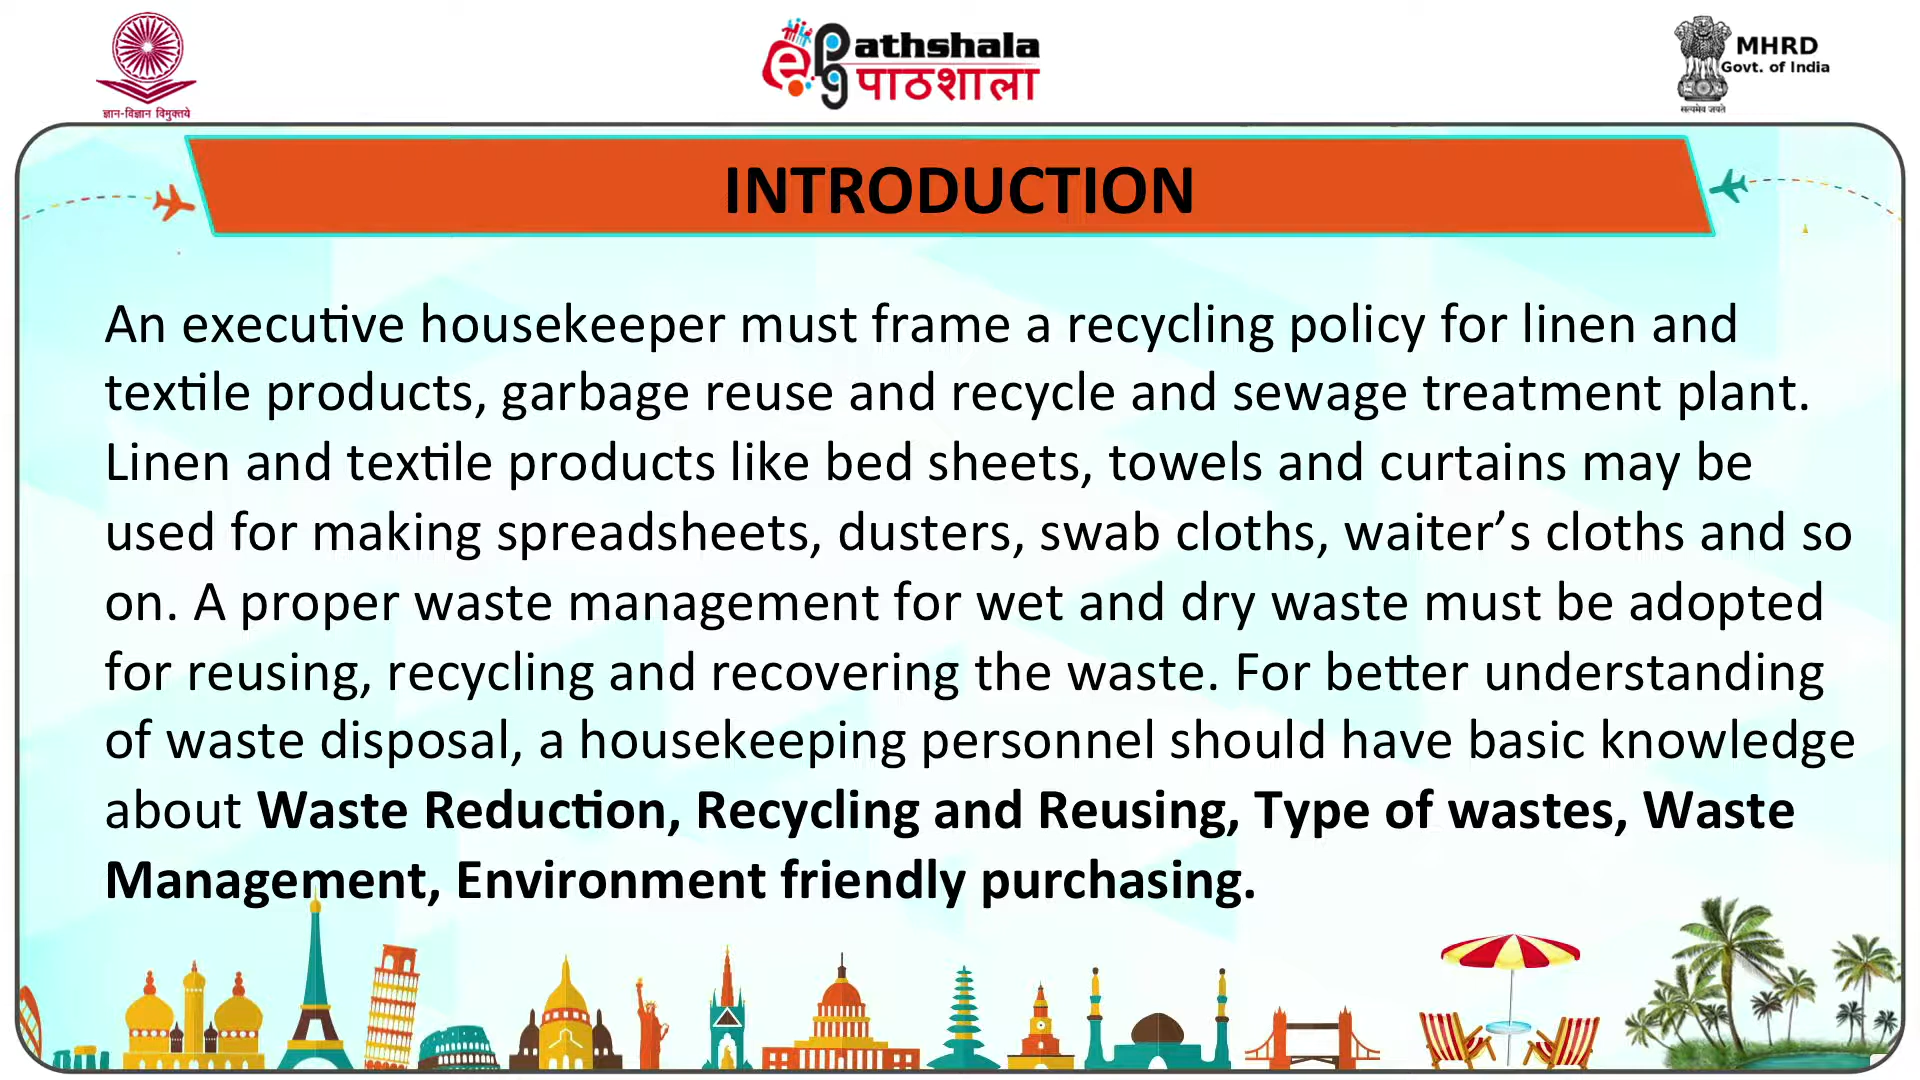 ज्ञान-विज्ञान विमुक्तये
e pg Pathshala
पाठशाला
MHRD
Govt. of India
सत्यमेव जयते
INTRODUCTION
An executive housekeeper must frame a recycling policy for linen and
textile products, garbage reuse and recycle and sewage treatment plant.
Linen and textile products like bed sheets, towels and curtains may be
used for making spreadsheets, dusters, swab cloths, waiter’s cloths and so
on. A proper waste management for wet and dry waste must be adopted
for reusing, recycling and recovering the waste. For better understanding
of waste disposal, a housekeeping personnel should have basic knowledge
about Waste Reduction, Recycling and Reusing, Type of wastes, Waste
Management, Environment friendly purchasing.